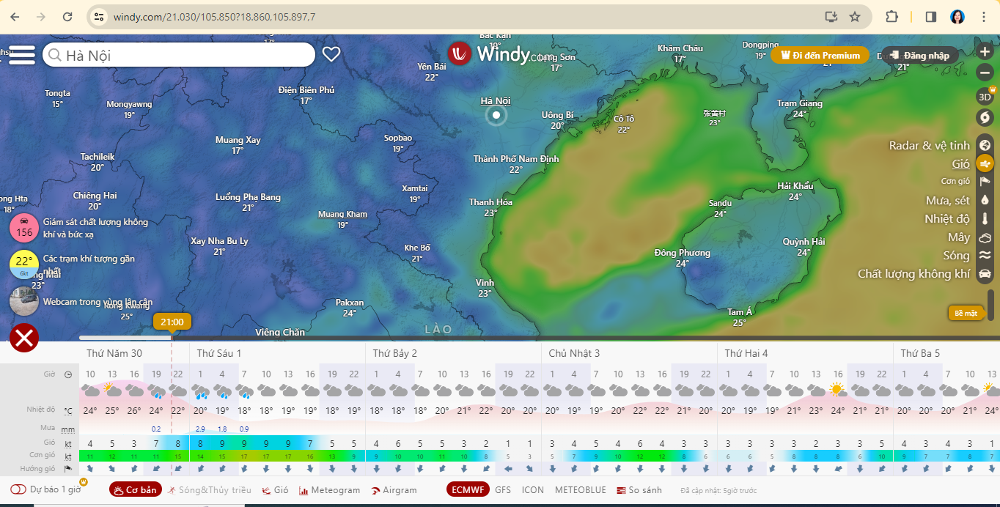 windy.com/21.030/105.850?18.860,105.897,7
Hà Nội
Windy.com
Đi đến Premium
Đăng nhập
Bắc Kạn
19°
Lạng Sơn
17°
Khâm Châu
17°
Dongping
19°
21°
21°
17°
Yên Bái
22°
Tongta
15°
Mongyawng
19°
Điện Biên Phủ
17°
Hà Nội
Uông Bí
20°
Cô Tô
22°
张黄村
23°
Trạm Giang
24°
3D
Muang Xay
17°
Sopbao
19°
Tachileik
20°
Thành Phố Nam Định
22°
Radar & vệ tinh
Gió
Cơn gió
Mưa, sét
Nhiệt độ
Mây
Sóng
Chất lượng không khí
Bề mặt
Xamtai
19°
Hải Khẩu
24°
Chiêng Hai
20°
Luổng Phạ Bang
21°
Thanh Hóa
23°
Sandu
24°
ong Hta
18°
Muang Kham
19°
156
Giám sát chất lượng không
khí và bức xạ
Xay Nha Bu Ly
21°
Khe Bố
21°
Quỳnh Hải
24°
Đông Phương
24°
22°
6kt
Các trạm khí tượng gần
nhất
ng Mai
23°
Vinh
23°
Webcam trong vùng lân cận
Rong Kwang
25°
Pakxan
24°
Tam Á
25°
21:00
Viêng Chăn
LÀO
Thứ Năm 30 Thứ Sáu 1 Thứ Bảy 2 Chủ Nhật 3 Thứ Hai 4 Thứ Ba 5
Giờ 10 13 16 19 22 1 4 7 10 13 16 19 22 1 4 7 10 13 16 19 22 1 4 7 10 13 16 19 22 1 4 7 10 13 16 19 22 1 4 7 10 13
Nhiệt độ °C 24° 25° 26° 24° 22° 20° 19° 18° 18° 19° 19° 18° 19° 18° 18° 18° 20° 21° 22° 20° 20° 20° 19° 19° 20° 22° 22° 21° 20° 20° 19° 19° 21° 23° 24° 21° 21° 20° 20° 20° 21° 24°
Mưa mm 0.2 2.9 1.8 0.9
Gió kt 4 5 3 7 8 8 9 9 9 9 7 5 5 4 6 5 5 3 2 1 1 3 4 5 4 6 4 3 3 3 3 3 3 2 3 3 5 4 3 4 3 1
Cơn gió kt 11 12 11 11 15 14 15 17 17 17 16 13 9 9 10 10 11 10 8 5 3 5 7 9 10 12 12 8 6 6 6 5 8 8 8 6 10 9 7 7 8 7
Hướng gió
Dự báo 1 giờ Cơ bản Sóng&Thủy triều Gió Meteogram Airgram ECMWF GFS ICON METEOBLUE So sánh Đã cập nhật: 5giờ trước